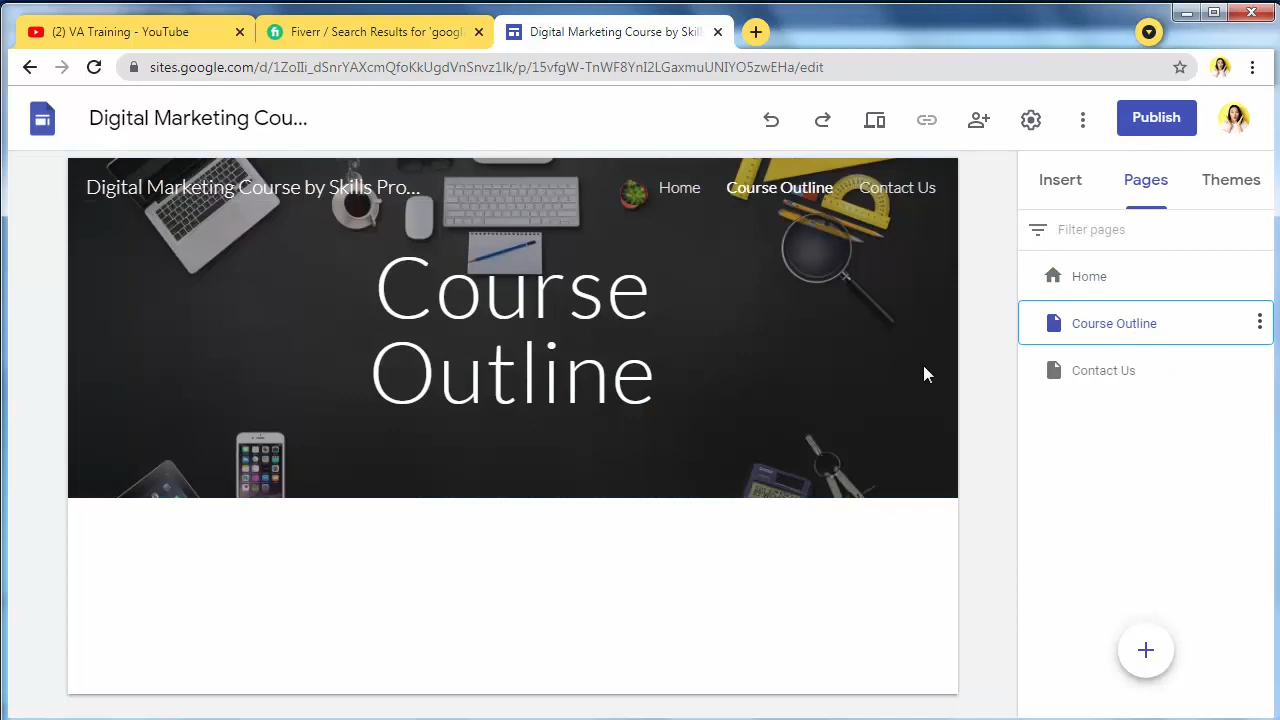 (2) VA Training - YouTube
Fiverr / Search Results for 'googl
Digital Marketing Course by Skil
sites.google.com/d/1ZoIIi_dSnrYAXcmQfoKkUgdVnSnvz1lk/p/15vfgW-TnWF8YnI2LGaxmuUNIYO5zwEHa/edit
Digital Marketing Cou...
Publish
Digital Marketing Course by Skills Pro...
Home
Course Outline
Contact Us
Course
Outline
Insert
Pages
Themes
Filter pages
Home
Course Outline
Contact Us